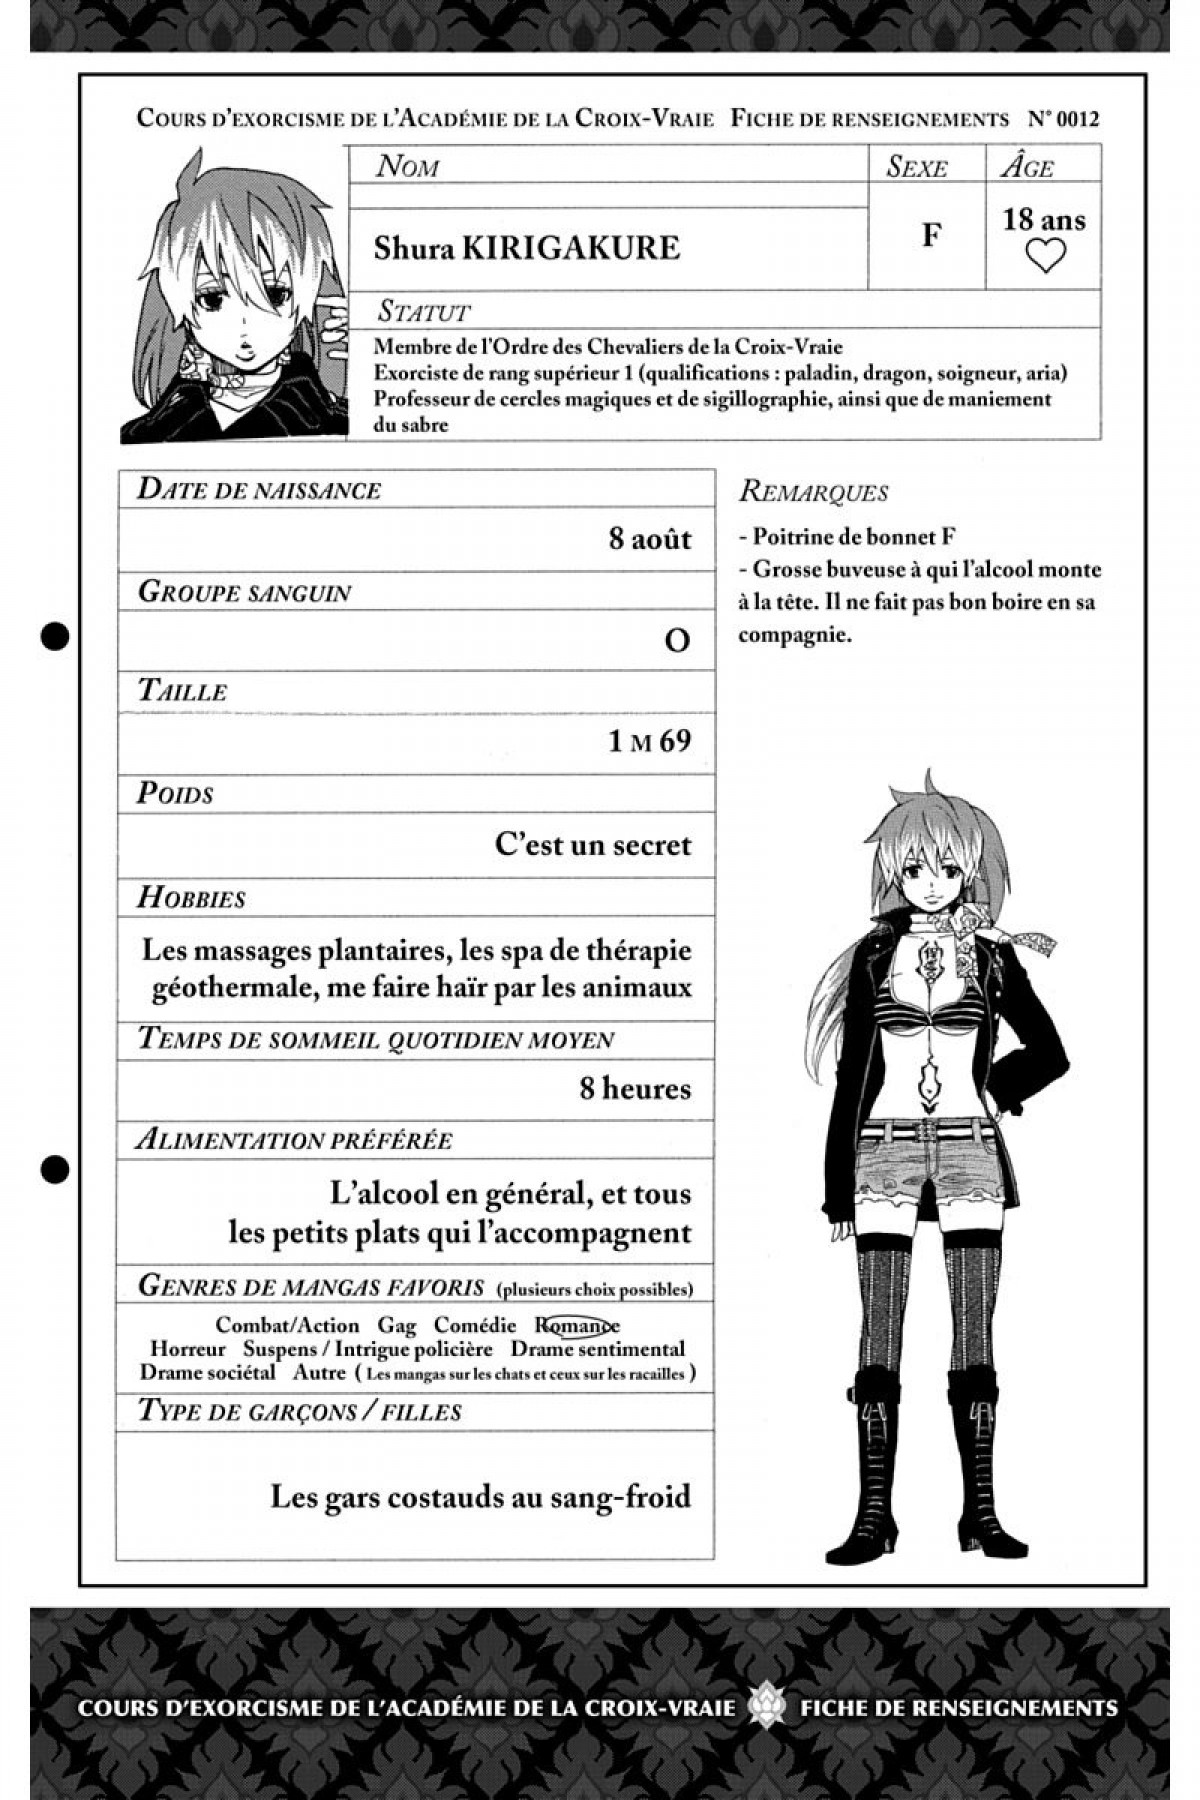 COURS D'EXORCISME DE L'ACADÉMIE DE LA CROIX-VRAIE FICHE DE RENSEIGNEMENTS N° 0012
NOM
SEXE
ÂGE
Shura KIRIGAKURE
F
18 ans
♡
STATUT
Membre de l'Ordre des Chevaliers de la Croix-Vraie
Exorciste de rang supérieur 1 (qualifications : paladin, dragon, soigneur, aria)
Professeur de cercles magiques et de sigillographie, ainsi que de maniement
du sabre
DATE DE NAISSANCE
8 août
GROUPE SANGUIN
O
TAILLE
1 M 69
POIDS
C'est un secret
HOBBIES
Les massages plantaires, les spa de thérapie
géothermale, me faire haïr par les animaux
TEMPS DE SOMMEIL QUOTIDIEN MOYEN
8 heures
ALIMENTATION PRÉFÉRÉE
L'alcool en général, et tous
les petits plats qui l'accompagnent
GENRES DE MANGAS FAVORIS (plusieurs choix possibles)
Combat/Action Gag Comédie Romance
Horreur Suspens / Intrigue policière Drame sentimental
Drame sociétal Autre ( Les mangas sur les chats et ceux sur les racailles )
TYPE DE GARÇONS / FILLES
Les gars costauds au sang-froid
REMARQUES
- Poitrine de bonnet F
- Grosse buveuse à qui l'alcool monte
à la tête. Il ne fait pas bon boire en sa
compagnie.
COURS D'EXORCISME DE L'ACADÉMIE DE LA CROIX-VRAIE FICHE DE RENSEIGNEMENTS